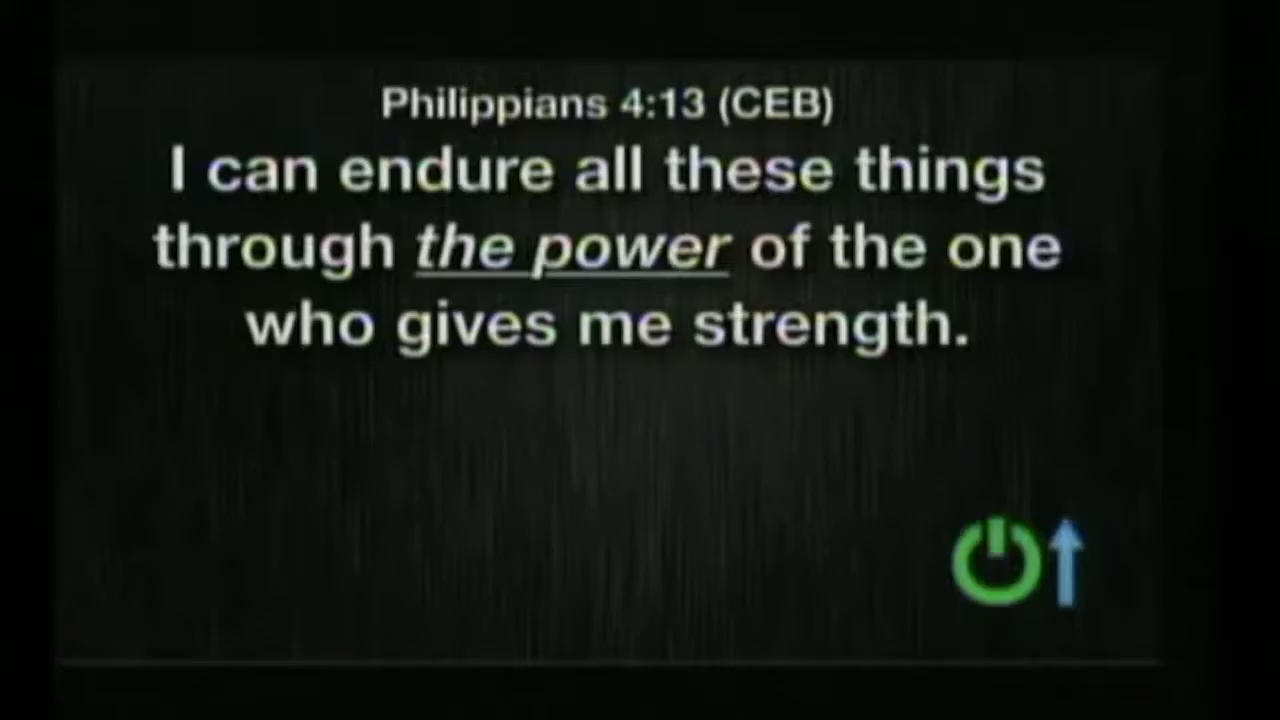 Philippians 4:13 (CEB)
I can endure all these things
through the power of the one
who gives me strength.